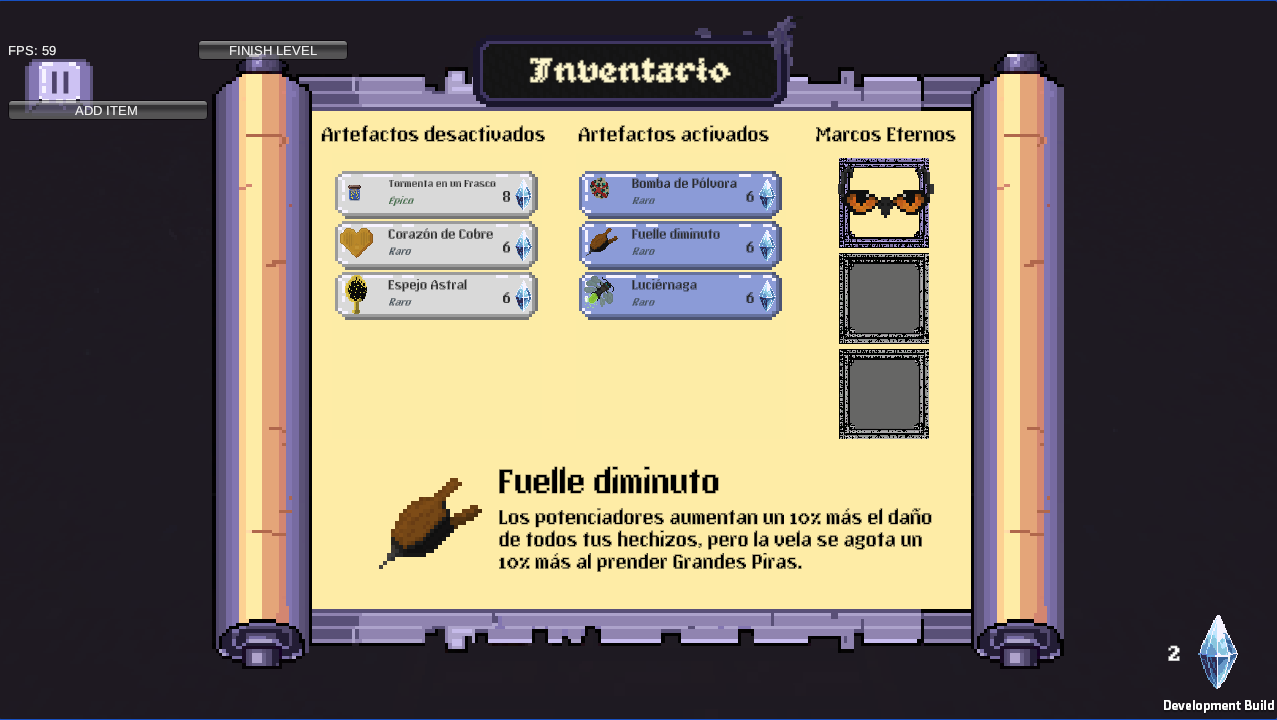 FPS: 59
FINISH LEVEL
ADD ITEM
Inventario
Artefactos desactivados
Artefactos activados
Marcos Eternos
Tormenta en un Frasco
Épico
8
Corazón de Cobre
Raro
6
Espejo Astral
Raro
6
Bomba de Pólvora
Raro
6
Fuelle diminuto
Raro
6
Luciérnaga
Raro
6
Fuelle diminuto
Los potenciadores aumentan un 10% más el daño
de todos tus hechizos, pero la vela se agota un
10% más al prender Grandes Piras.
2
Development Build